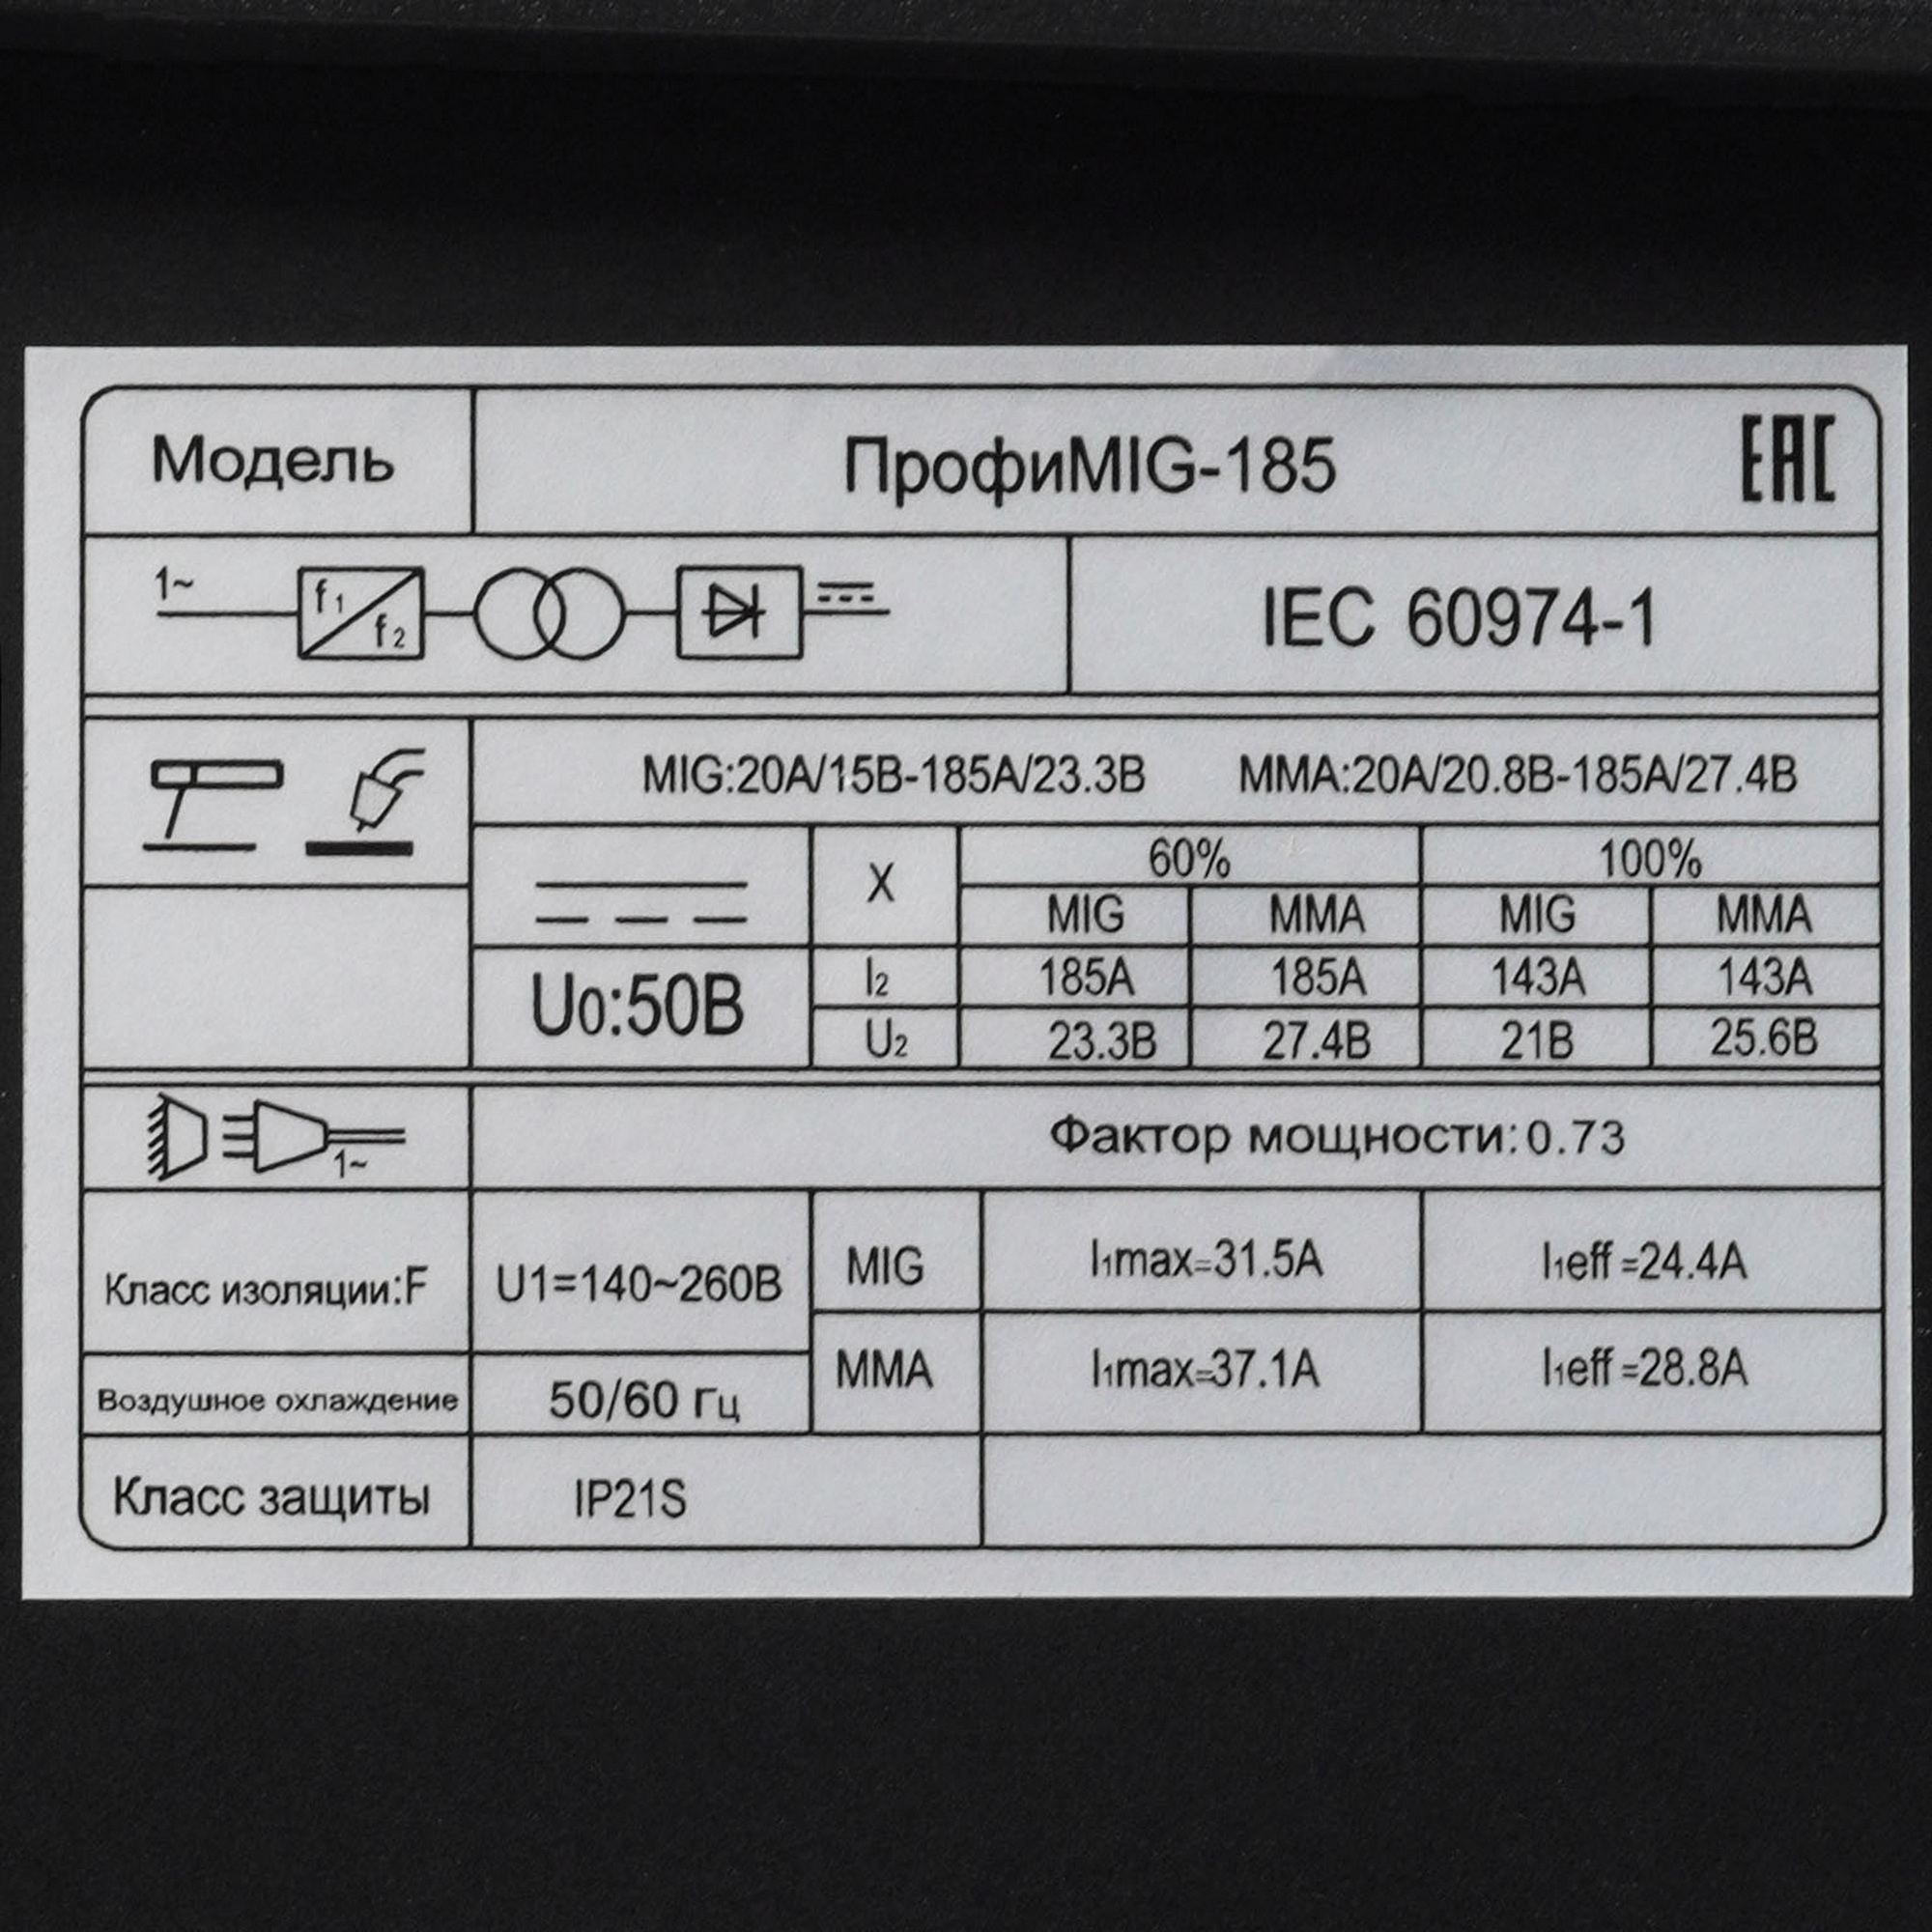 Модель ПрофиMIG-185 EAC
1~ f1 f2 IEC 60974-1
MIG:20A/15B-185A/23.3B MMA:20A/20.8B-185A/27.4B
X 60% 100%
MIG MMA MIG MMA
U0:50B I2 185A 185A 143A 143A
U2 23.3B 27.4B 21B 25.6B
1~ Фактор мощности:0.73
Класс изоляции:F U1=140~260B MIG I1max=31.5A I1eff=24.4A
Воздушное охлаждение 50/60 Гц MMA I1max=37.1A I1eff=28.8A
Класс защиты IP21S